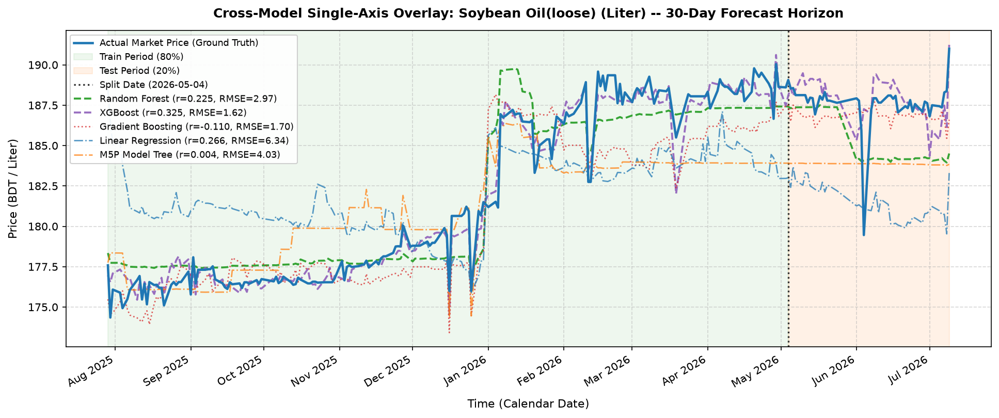 Cross-Model Single-Axis Overlay: Soybean Oil(loose) (Liter) -- 30-Day Forecast Horizon
Actual Market Price (Ground Truth)
Train Period (80%)
Test Period (20%)
Split Date (2026-05-04)
Random Forest (r=0.225, RMSE=2.97)
XGBoost (r=0.325, RMSE=1.62)
Gradient Boosting (r=-0.110, RMSE=1.70)
Linear Regression (r=0.266, RMSE=6.34)
M5P Model Tree (r=0.004, RMSE=4.03)
Price (BDT / Liter)
190.0
187.5
185.0
182.5
180.0
177.5
175.0
Aug 2025
Sep 2025
Oct 2025
Nov 2025
Dec 2025
Jan 2026
Feb 2026
Mar 2026
Apr 2026
May 2026
Jun 2026
Jul 2026
Time (Calendar Date)